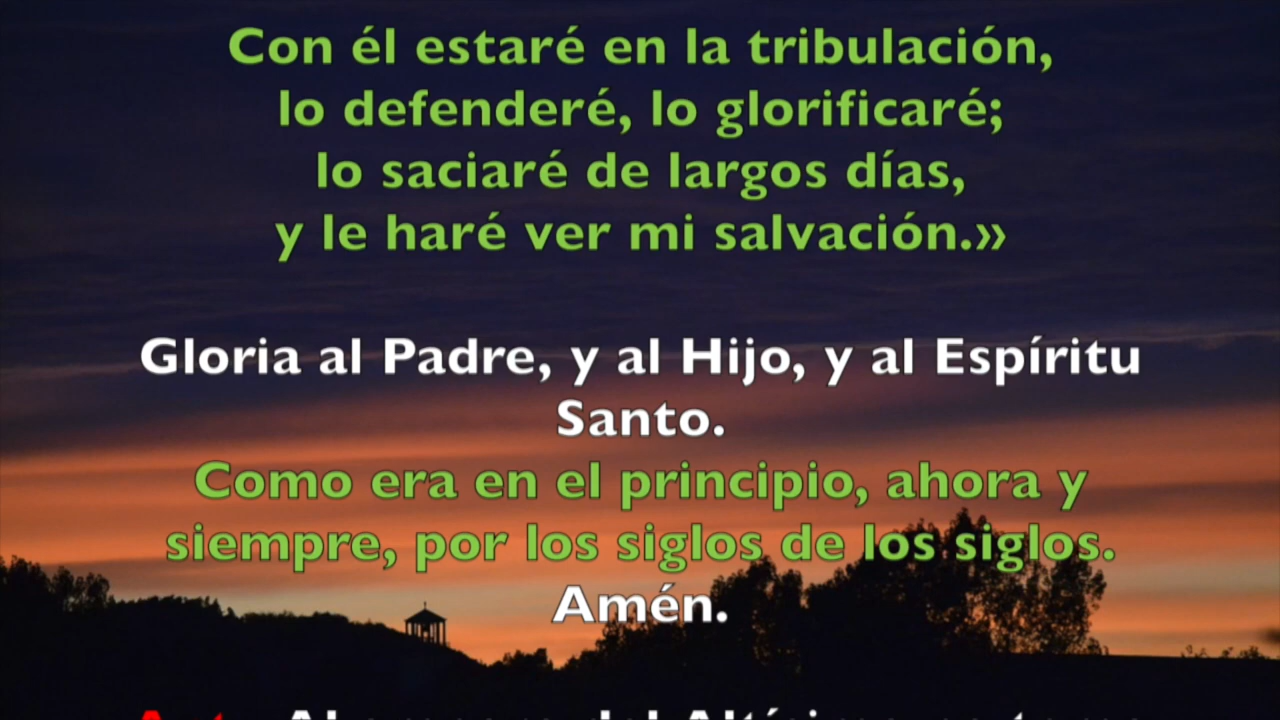 Con él estaré en la tribulación,
lo defenderé, lo glorificaré;
lo saciaré de largos días,
y le haré ver mi salvación.»
Gloria al Padre, y al Hijo, y al Espíritu
Santo.
Como era en el principio, ahora y
siempre, por los siglos de los siglos.
Amén.